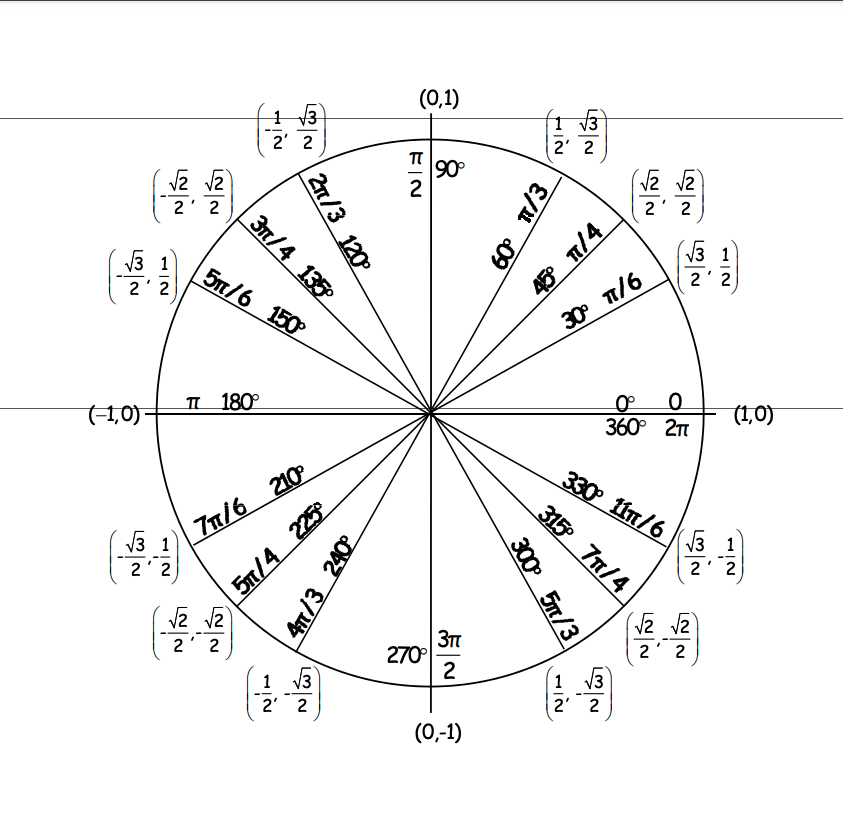 (0,1)
(-1/2, √3/2)
(1/2, √3/2)
π/2 90°
(-√2/2, √2/2)
(√2/2, √2/2)
2π/3 120°
60° π/3
3π/4 135°
45° π/4
(-√3/2, 1/2)
(√3/2, 1/2)
5π/6 150°
30° π/6
(−1,0)
π 180°
0° 0
360° 2π
(1,0)
7π/6 210°
330° 11π/6
5π/4 225°
315° 7π/4
(-√3/2,-1/2)
(√3/2, -1/2)
4π/3 240°
300° 5π/3
(-√2/2,-√2/2)
(√2/2,-√2/2)
270° 3π/2
(-1/2, -√3/2)
(1/2, -√3/2)
(0,-1)